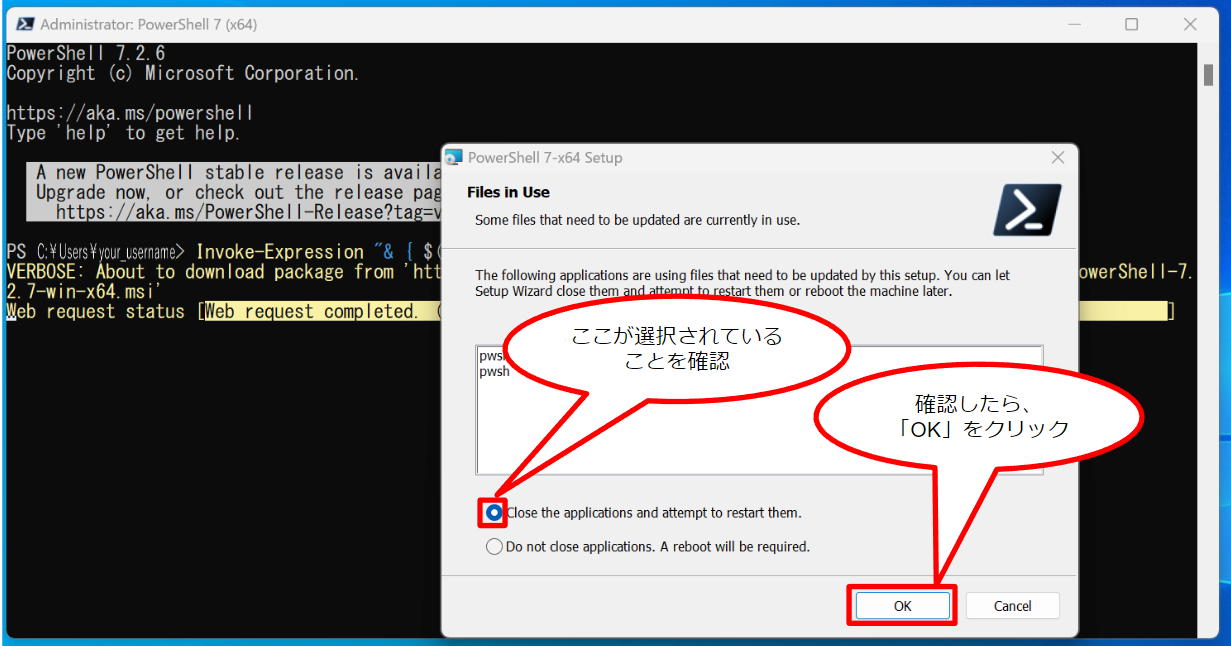 Administrator: PowerShell 7 (x64)
PowerShell 7.2.6
Copyright (c) Microsoft Corporation.
https://aka.ms/powershell
Type 'help' to get help.
A new PowerShell stable release is availa
Upgrade now, or check out the release pag
https://aka.ms/PowerShell-Release?tag=v
PS C:¥Users¥your_username> Invoke-Expression "& { $(
VERBOSE: About to download package from 'htt
owerShell-7.
2.7-win-x64.msi'
Web request status [Web request completed. (
]
PowerShell 7-x64 Setup
Files in Use
Some files that need to be updated are currently in use.
The following applications are using files that need to be updated by this setup. You can let
Setup Wizard close them and attempt to restart them or reboot the machine later.
pwsh
pwsh
ここが選択されている
ことを確認
確認したら、
「OK」をクリック
Close the applications and attempt to restart them.
Do not close applications. A reboot will be required.
OK
Cancel